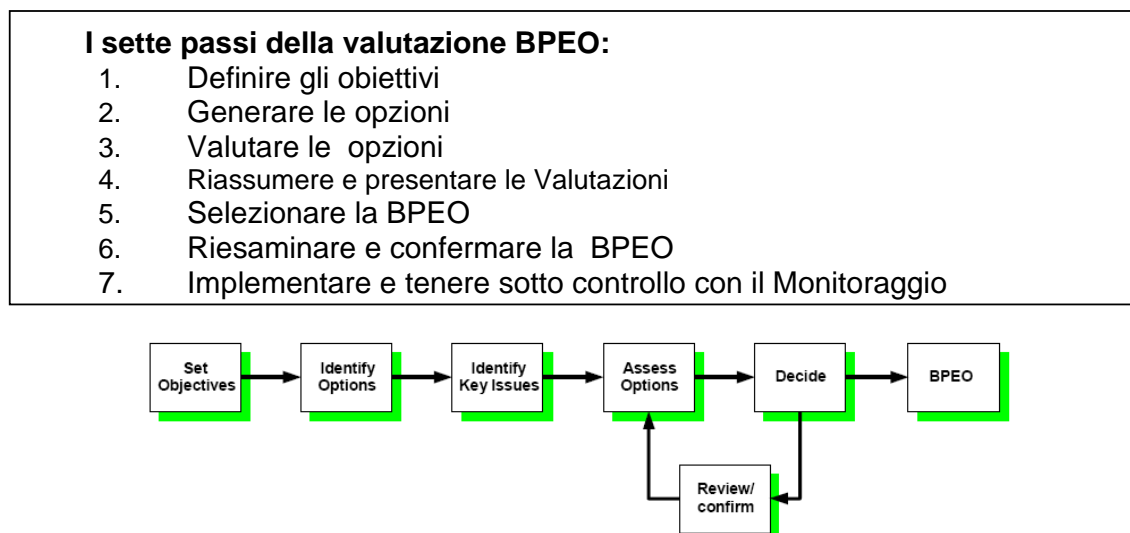 I sette passi della valutazione BPEO:
1. Definire gli obiettivi
2. Generare le opzioni
3. Valutare le opzioni
4. Riassumere e presentare le Valutazioni
5. Selezionare la BPEO
6. Riesaminare e confermare la BPEO
7. Implementare e tenere sotto controllo con il Monitoraggio
Set
Objectives
Identify
Options
Identify
Key Issues
Assess
Options
Decide
BPEO
Review/
confirm